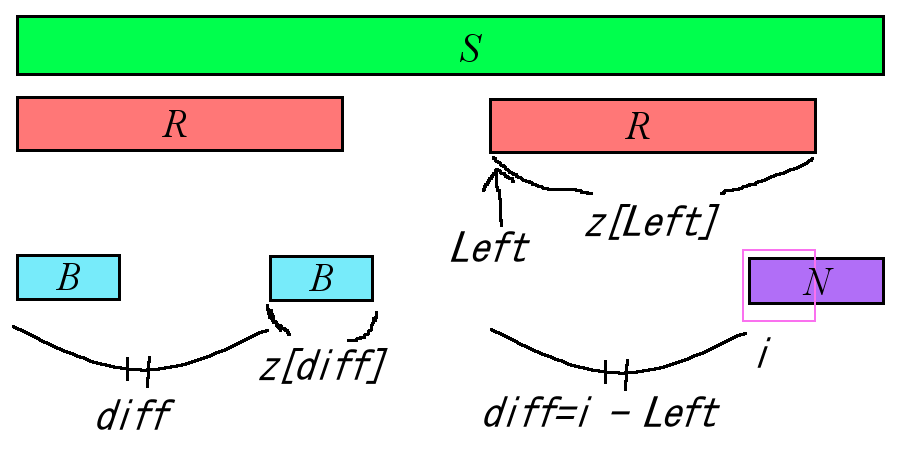 S
R
R
z[Left]
Left
B
B
N
z[diff]
i
diff
diff=i - Left